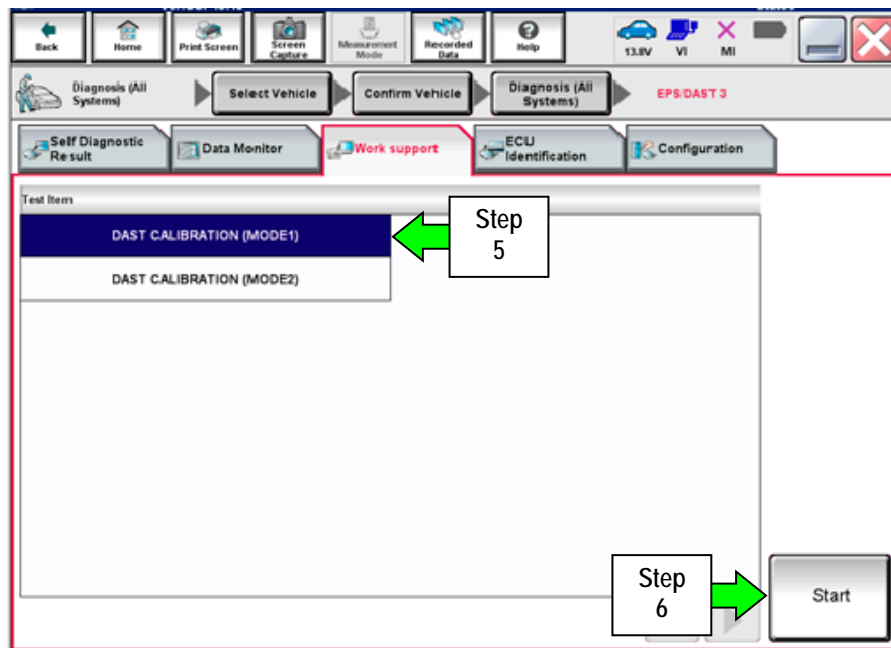 Back
Home
Print Screen
Screen
Capture
Measurement
Mode
Recorded
Data
Help
13.8V
VI
MI
Diagnosis (All
Systems)
Select Vehicle
Confirm Vehicle
Diagnosis (All
Systems)
EPS/DAST 3
Self Diagnostic
Result
Data Monitor
Work support
ECU
Identification
Configuration
Test Item
DAST CALIBRATION (MODE1)
Step
5
DAST CALIBRATION (MODE2)
Step
6
Start